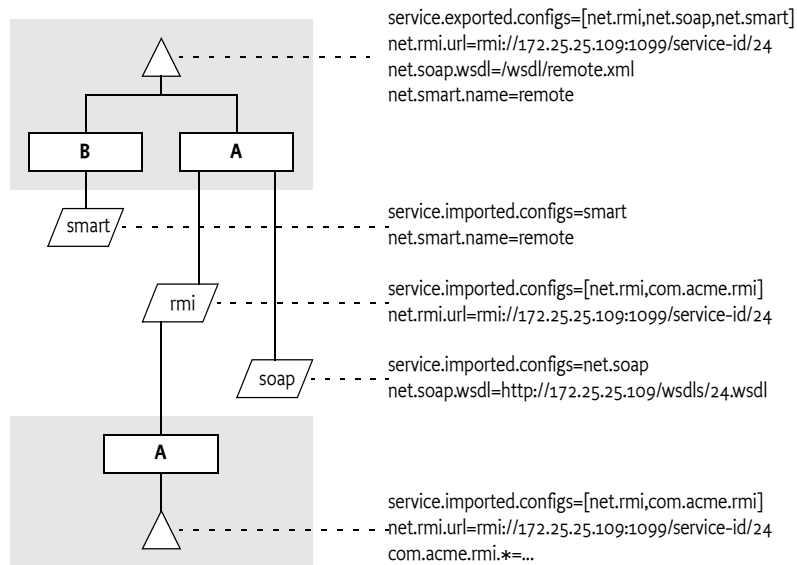 service.exported.configs=[net.rmi,net.soap,net.smart]
net.rmi.url=rmi://172.25.25.109:1099/service-id/24
net.soap.wsdl=/wsdl/remote.xml
net.smart.name=remote
B
A
smart
service.imported.configs=smart
net.smart.name=remote
rmi
service.imported.configs=[net.rmi,com.acme.rmi]
net.rmi.url=rmi://172.25.25.109:1099/service-id/24
soap
service.imported.configs=net.soap
net.soap.wsdl=http://172.25.25.109/wsdls/24.wsdl
A
service.imported.configs=[net.rmi,com.acme.rmi]
net.rmi.url=rmi://172.25.25.109:1099/service-id/24
com.acme.rmi.*=...